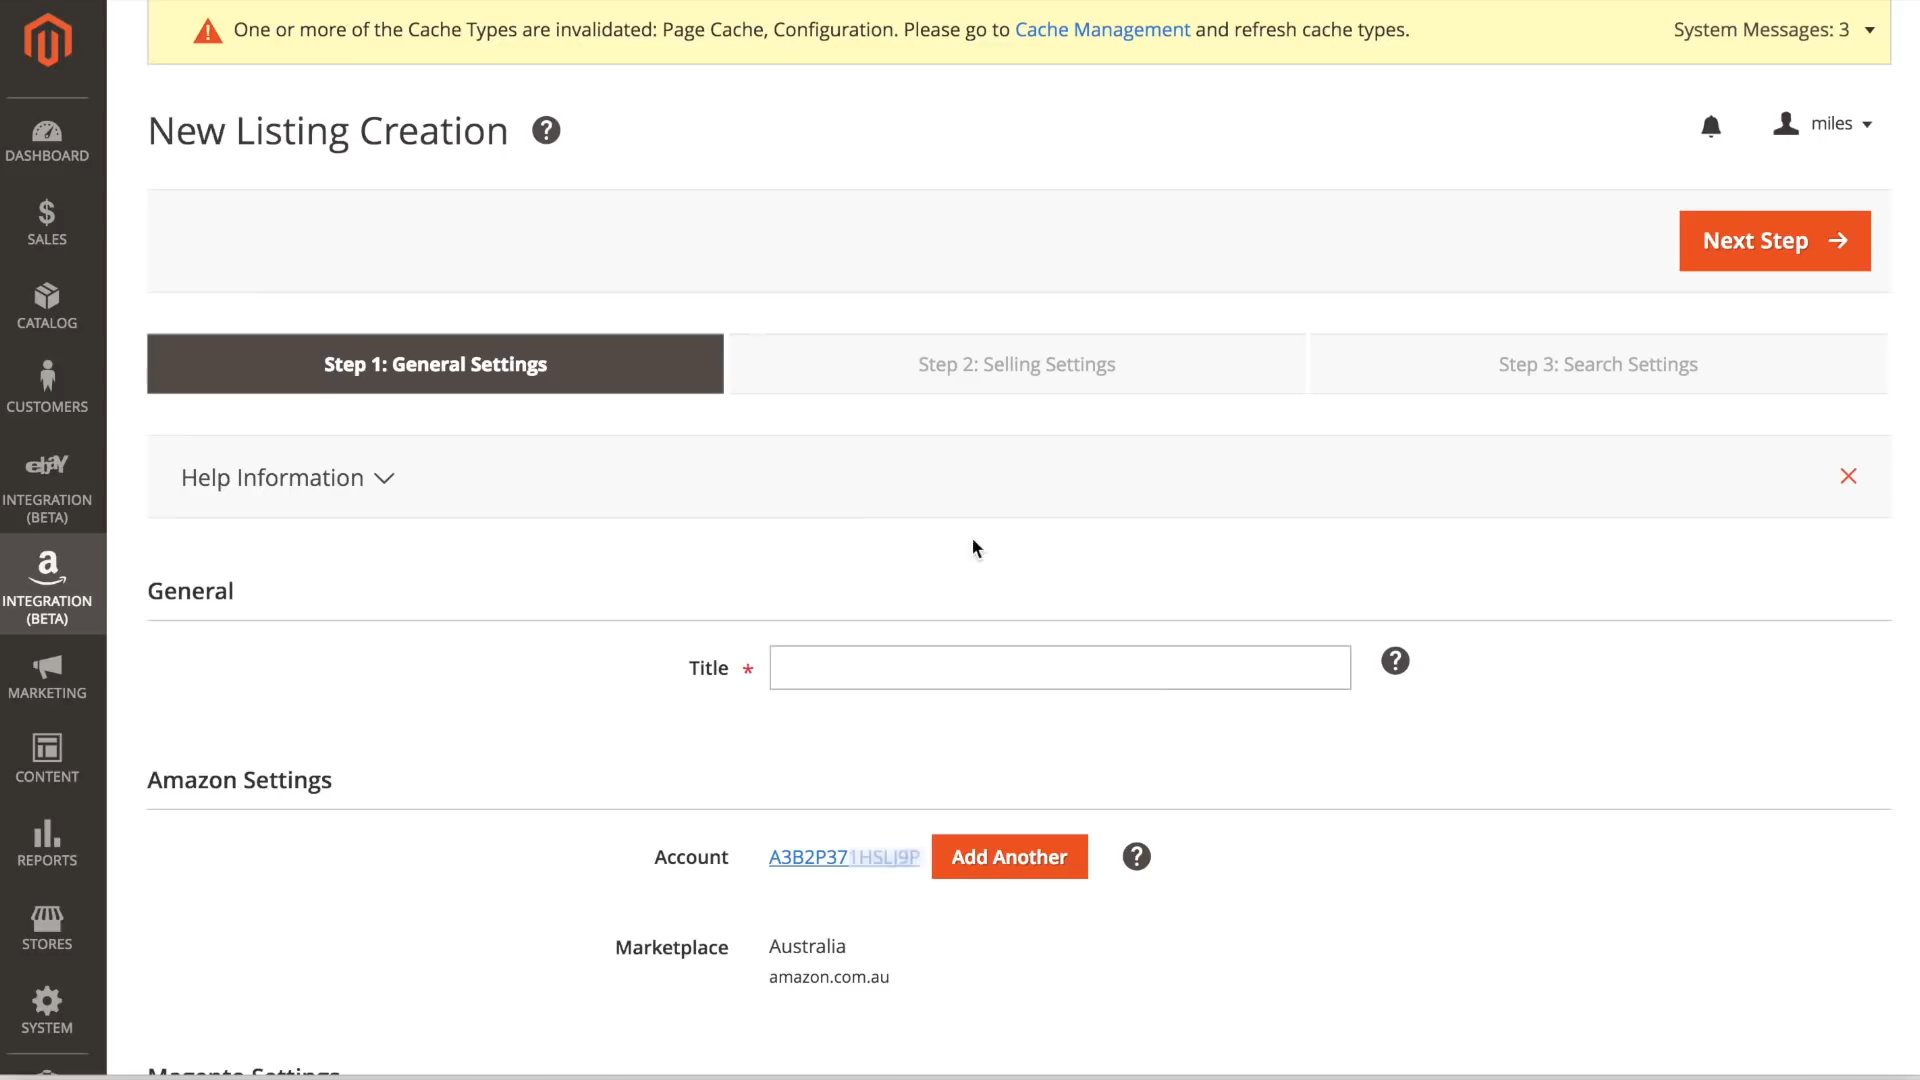 One or more of the Cache Types are invalidated: Page Cache, Configuration. Please go to Cache Management and refresh cache types.
System Messages: 3
New Listing Creation
miles
Next Step
DASHBOARD
SALES
CATALOG
CUSTOMERS
ebay
INTEGRATION
(BETA)
a
INTEGRATION
(BETA)
MARKETING
CONTENT
REPORTS
STORES
SYSTEM
Step 1: General Settings
Step 2: Selling Settings
Step 3: Search Settings
Help Information
General
Title *
Amazon Settings
Account
A3B2P371HSLI9P
Add Another
Marketplace
Australia
amazon.com.au
Magento Settings